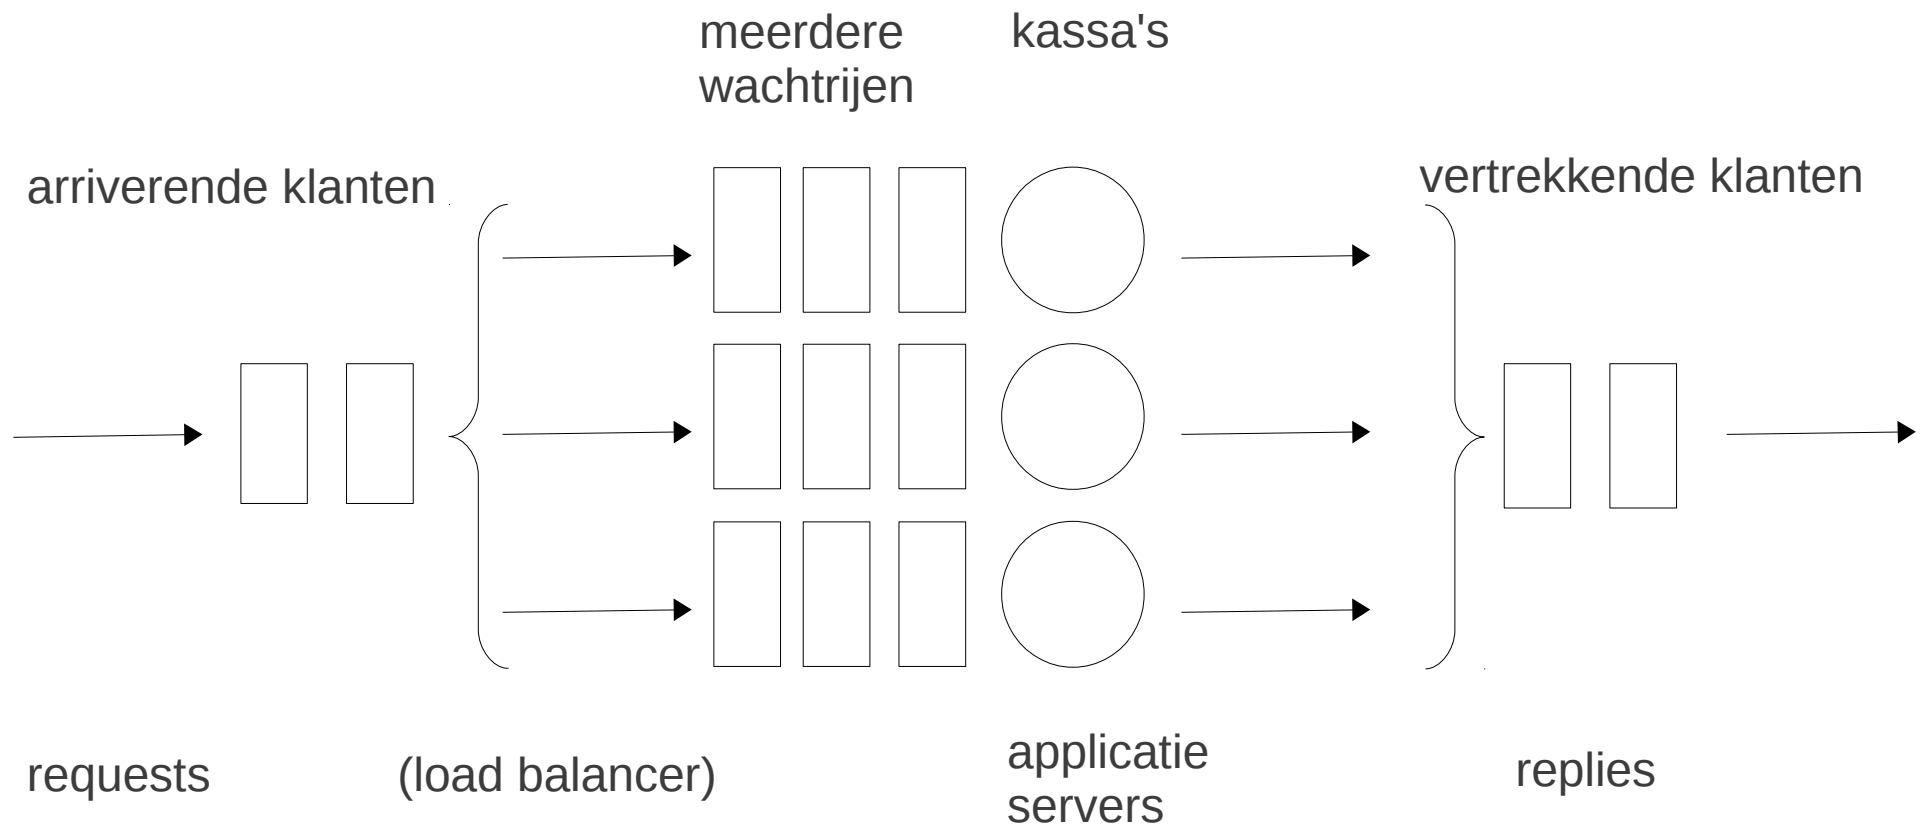 meerdere
wachtrijen
kassa's
arriverende klanten
vertrekkende klanten
requests
(load balancer)
applicatie
servers
replies